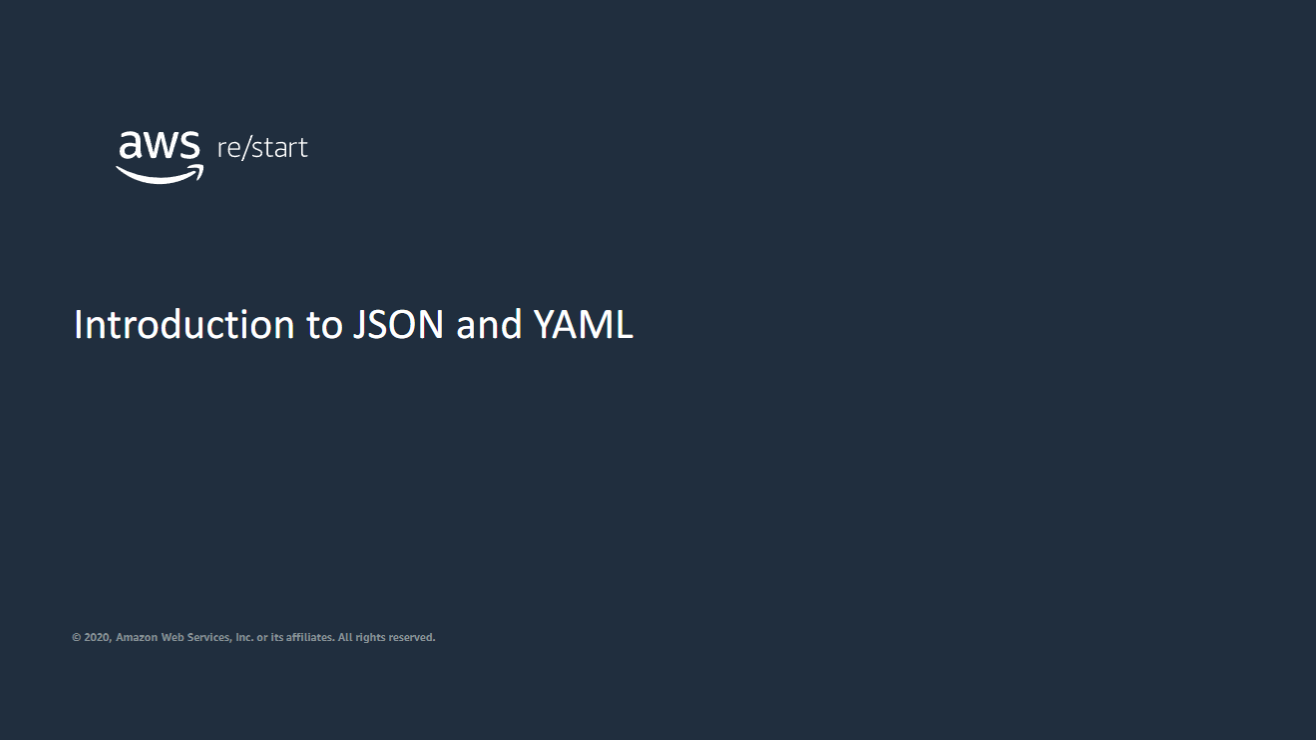 aws re/start
Introduction to JSON and YAML
© 2020, Amazon Web Services, Inc. or its affiliates. All rights reserved.